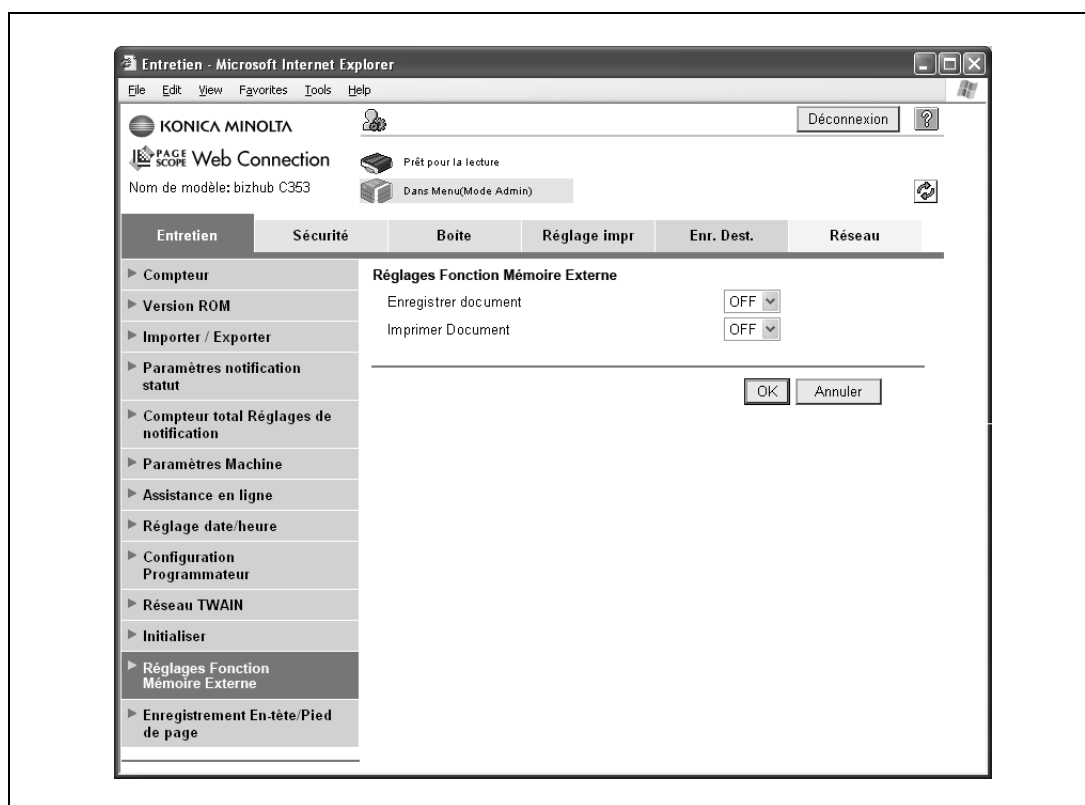 Entretien - Microsoft Internet Explorer
File Edit View Favorites Tools Help
KONICA MINOLTA
Déconnexion ?
PAGE SCOPE Web Connection
Prêt pour la lecture
Nom de modèle: bizhub C353
Dans Menu(Mode Admin)
Entretien Sécurité Boîte Réglage impr Enr. Dest. Réseau
Compteur
Version ROM
Importer / Exporter
Paramètres notification
statut
Compteur total Réglages de
notification
Paramètres Machine
Assistance en ligne
Réglage date/heure
Configuration
Programmateur
Réseau TWAIN
Initialiser
Réglages Fonction
Mémoire Externe
Enregistrement En-tête/Pied
de page
Réglages Fonction Mémoire Externe
Enregistrer document OFF
Imprimer Document OFF
OK Annuler